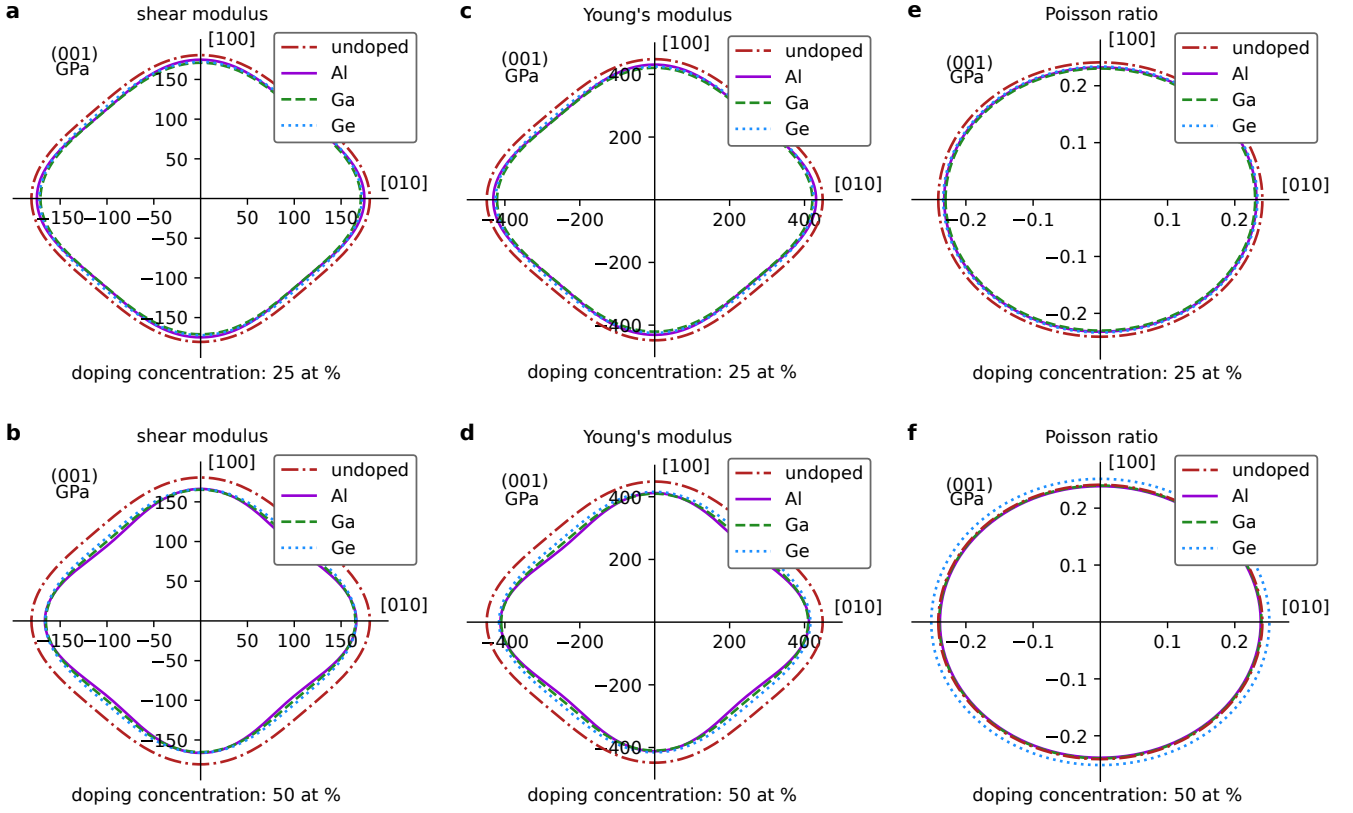 a
shear modulus
(001)
GPa
[100]
[010]
undoped
Al
Ga
Ge
150
100
50
−50
−100
−150
−150 −100 −50 50 100 150
doping concentration: 25 at %
c
Young's modulus
(001)
GPa
[100]
[010]
undoped
Al
Ga
Ge
400
200
−200
−400
−400 −200 200 400
doping concentration: 25 at %
e
Poisson ratio
(001)
GPa
[100]
[010]
undoped
Al
Ga
Ge
0.2
0.1
−0.1
−0.2
−0.2 −0.1 0.1 0.2
doping concentration: 25 at %
b
shear modulus
(001)
GPa
[100]
[010]
undoped
Al
Ga
Ge
150
100
50
−50
−100
−150
−150 −100 −50 50 100 150
doping concentration: 50 at %
d
Young's modulus
(001)
GPa
[100]
[010]
undoped
Al
Ga
Ge
400
200
−200
−400
−400 −200 200 400
doping concentration: 50 at %
f
Poisson ratio
(001)
GPa
[100]
[010]
undoped
Al
Ga
Ge
0.2
0.1
−0.1
−0.2
−0.2 −0.1 0.1 0.2
doping concentration: 50 at %